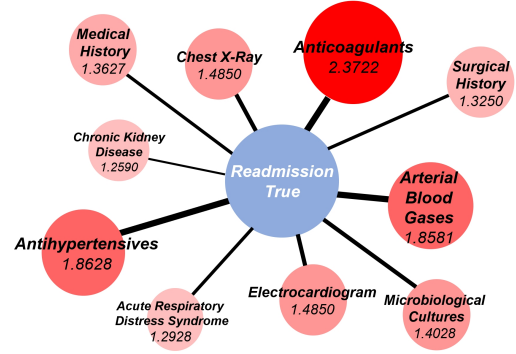 Medical
History
1.3627
Chest X-Ray
1.4850
Anticoagulants
2.3722
Surgical
History
1.3250
Chronic Kidney
Disease
1.2590
Readmission
True
Arterial
Blood
Gases
1.8581
Antihypertensives
1.8628
Acute Respiratory
Distress Syndrome
1.2928
Electrocardiogram
1.4850
Microbiological
Cultures
1.4028